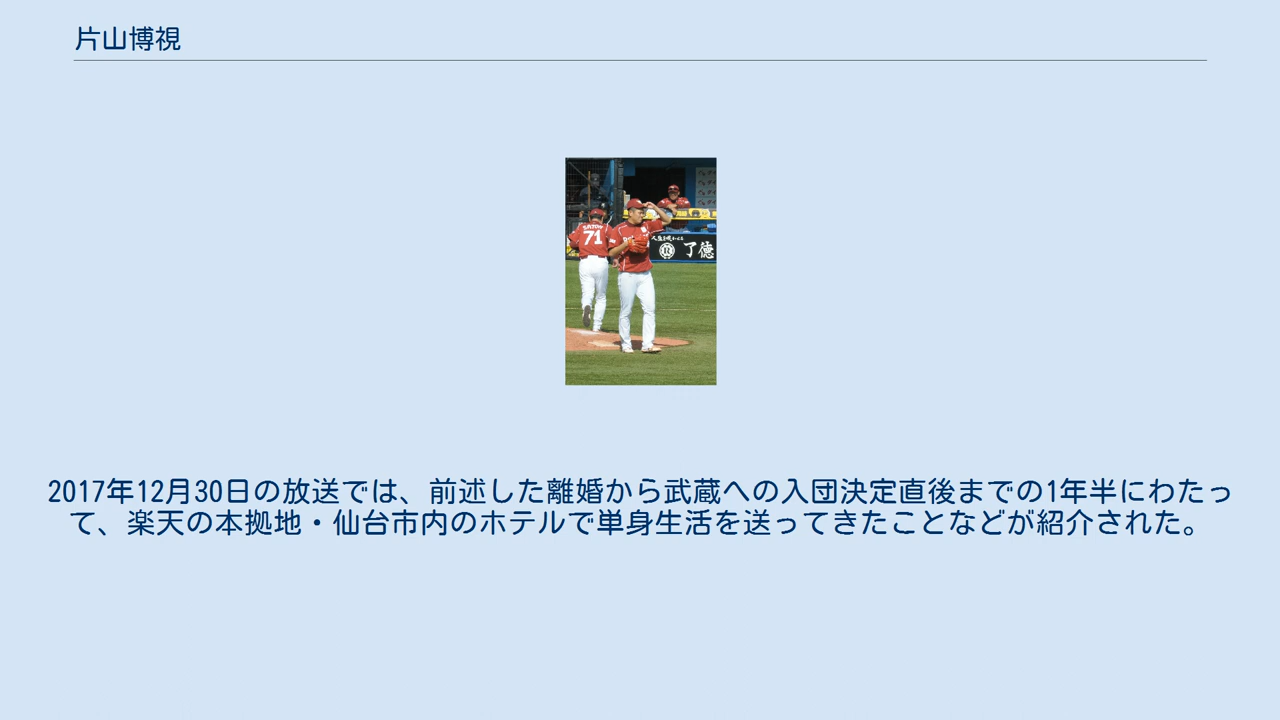 片山博視
SATOH
71
了徳
2017年12月30日の放送では、前述した離婚から武蔵への入団決定直後までの1年半にわたっ
て、楽天の本拠地・仙台市内のホテルで単身生活を送ってきたことなどが紹介された。